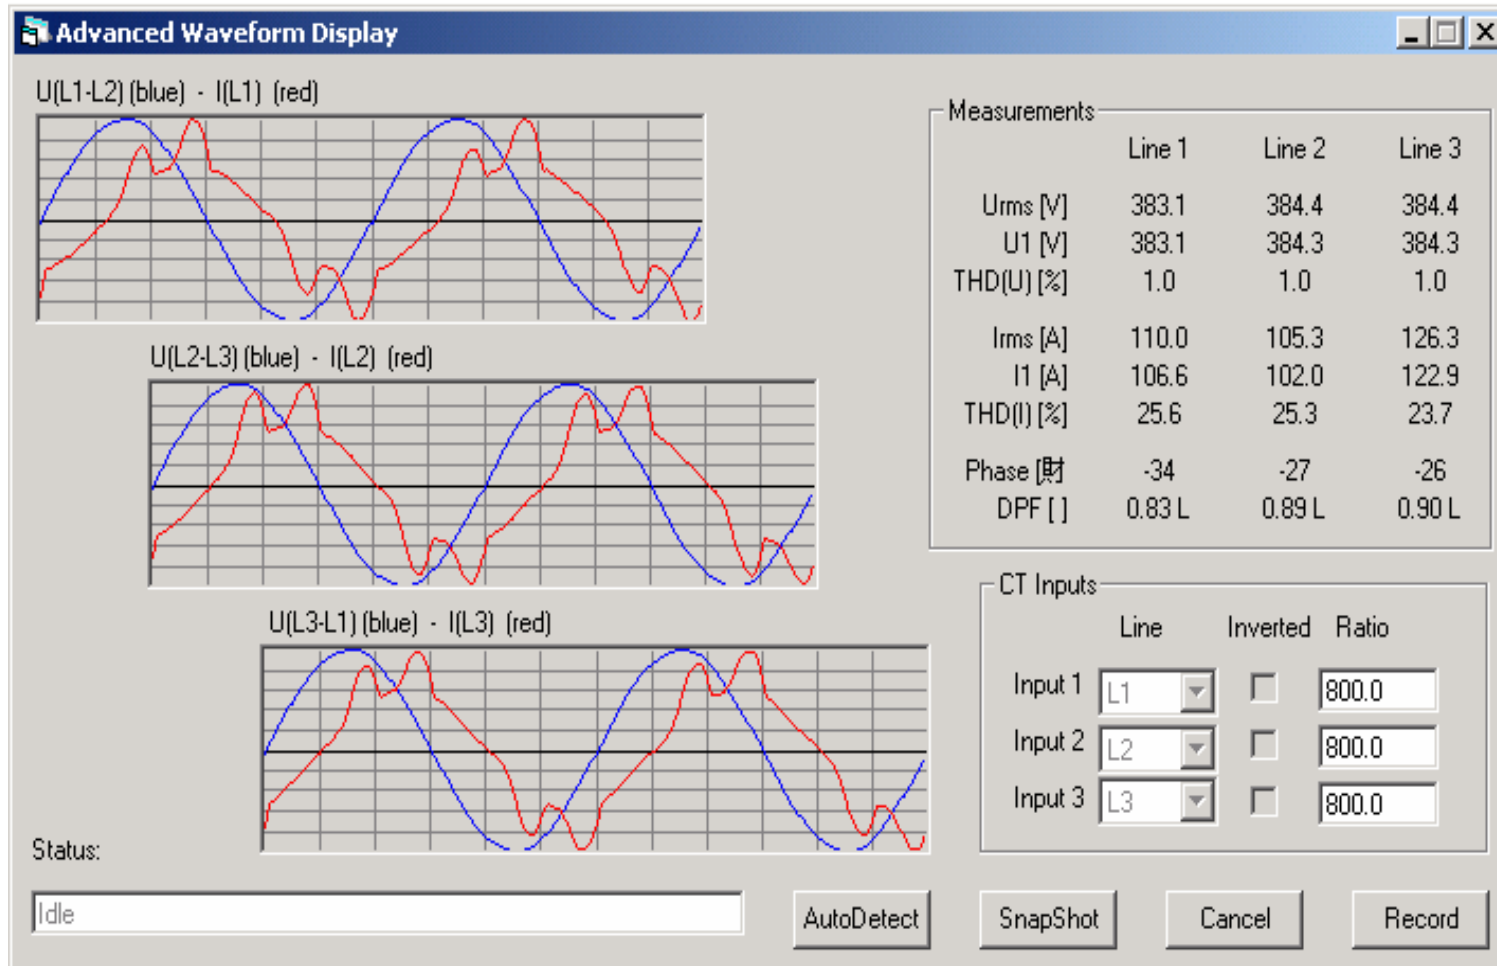 Advanced Waveform Display
U(L1-L2) (blue) - I(L1) (red)
U(L2-L3) (blue) - I(L2) (red)
U(L3-L1) (blue) - I(L3) (red)
Measurements
Line 1 Line 2 Line 3
Urms [V] 383.1 384.4 384.4
U1 [V] 383.1 384.3 384.3
THD(U) [%] 1.0 1.0 1.0
Irms [A] 110.0 105.3 126.3
I1 [A] 106.6 102.0 122.9
THD(I) [%] 25.6 25.3 23.7
Phase [財 -34 -27 -26
DPF [ ] 0.83 L 0.89 L 0.90 L
CT Inputs
Line Inverted Ratio
Input 1 L1 800.0
Input 2 L2 800.0
Input 3 L3 800.0
Status:
Idle
AutoDetect SnapShot Cancel Record